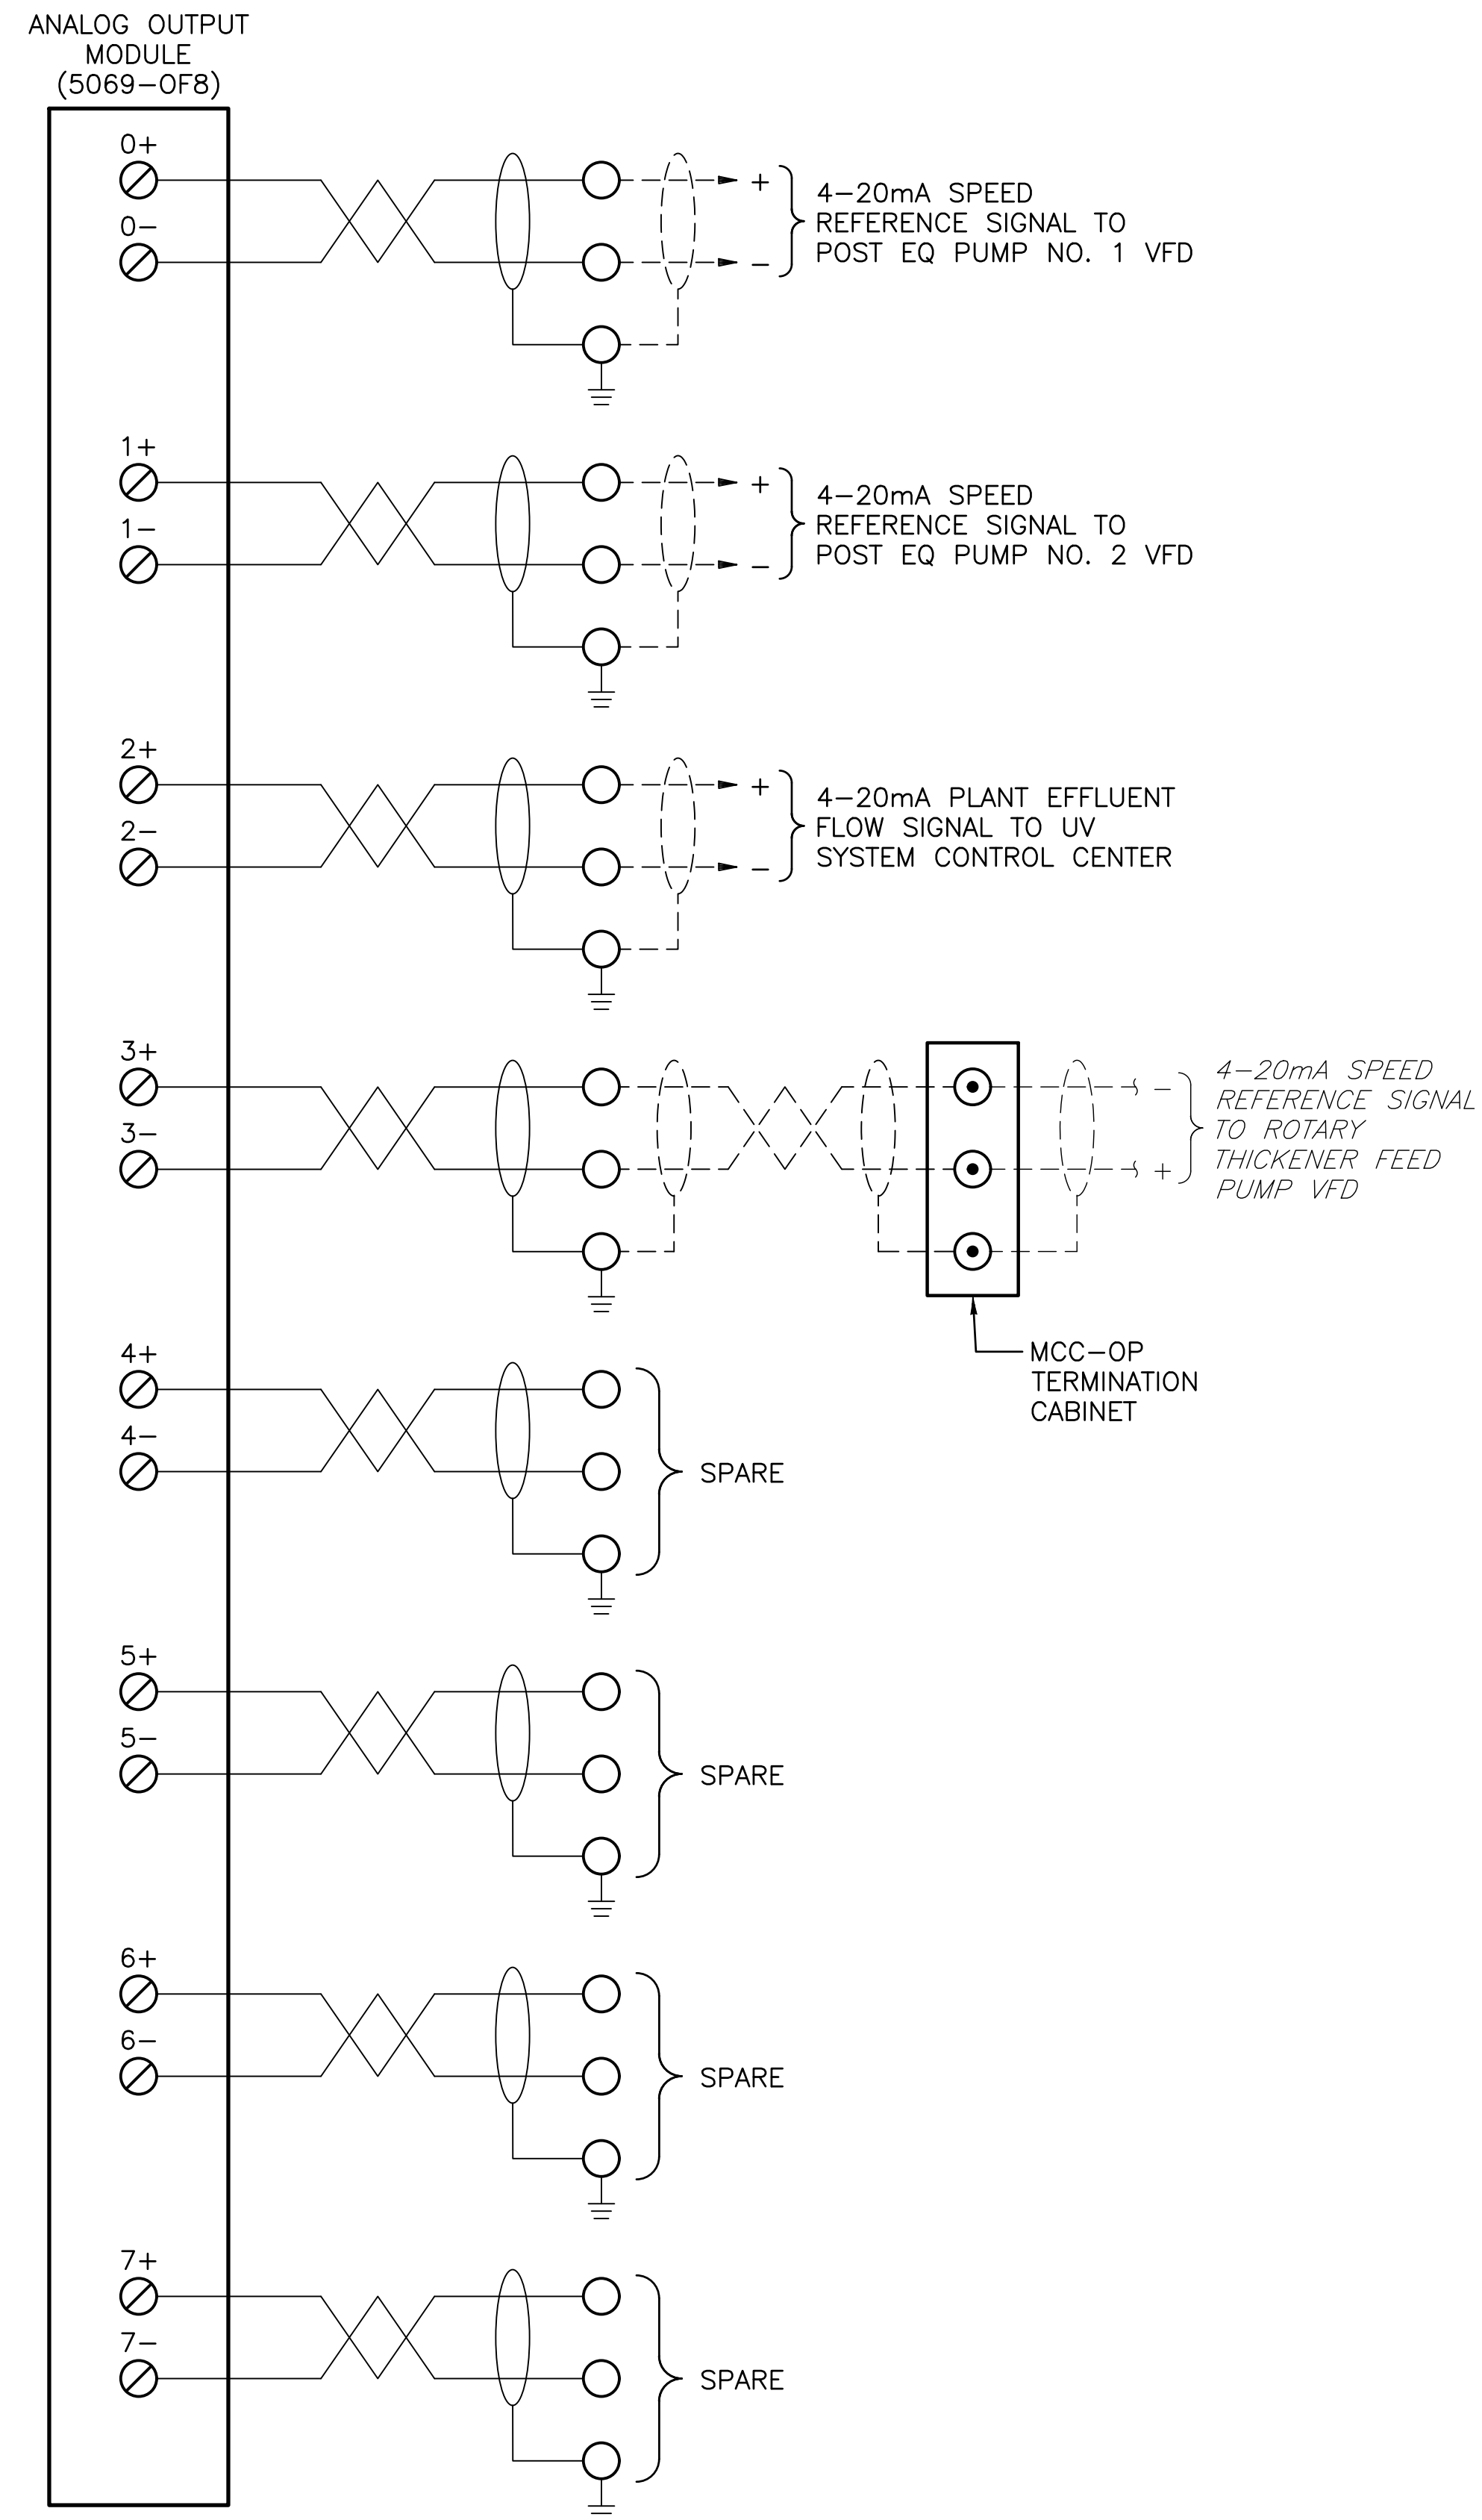 ANALOG OUTPUT
MODULE
(5069-OF8)
0+
0-
+
-
4-20mA SPEED
REFERENCE SIGNAL TO
POST EQ PUMP NO. 1 VFD
1+
1-
+
-
4-20mA SPEED
REFERENCE SIGNAL TO
POST EQ PUMP NO. 2 VFD
2+
2-
+
-
4-20mA PLANT EFFLUENT
FLOW SIGNAL TO UV
SYSTEM CONTROL CENTER
3+
3-
-
+
4-20mA SPEED
REFERENCE SIGNAL
TO ROTARY
THICKENER FEED
PUMP VFD
MCC-OP
TERMINATION
CABINET
4+
4-
SPARE
5+
5-
SPARE
6+
6-
SPARE
7+
7-
SPARE